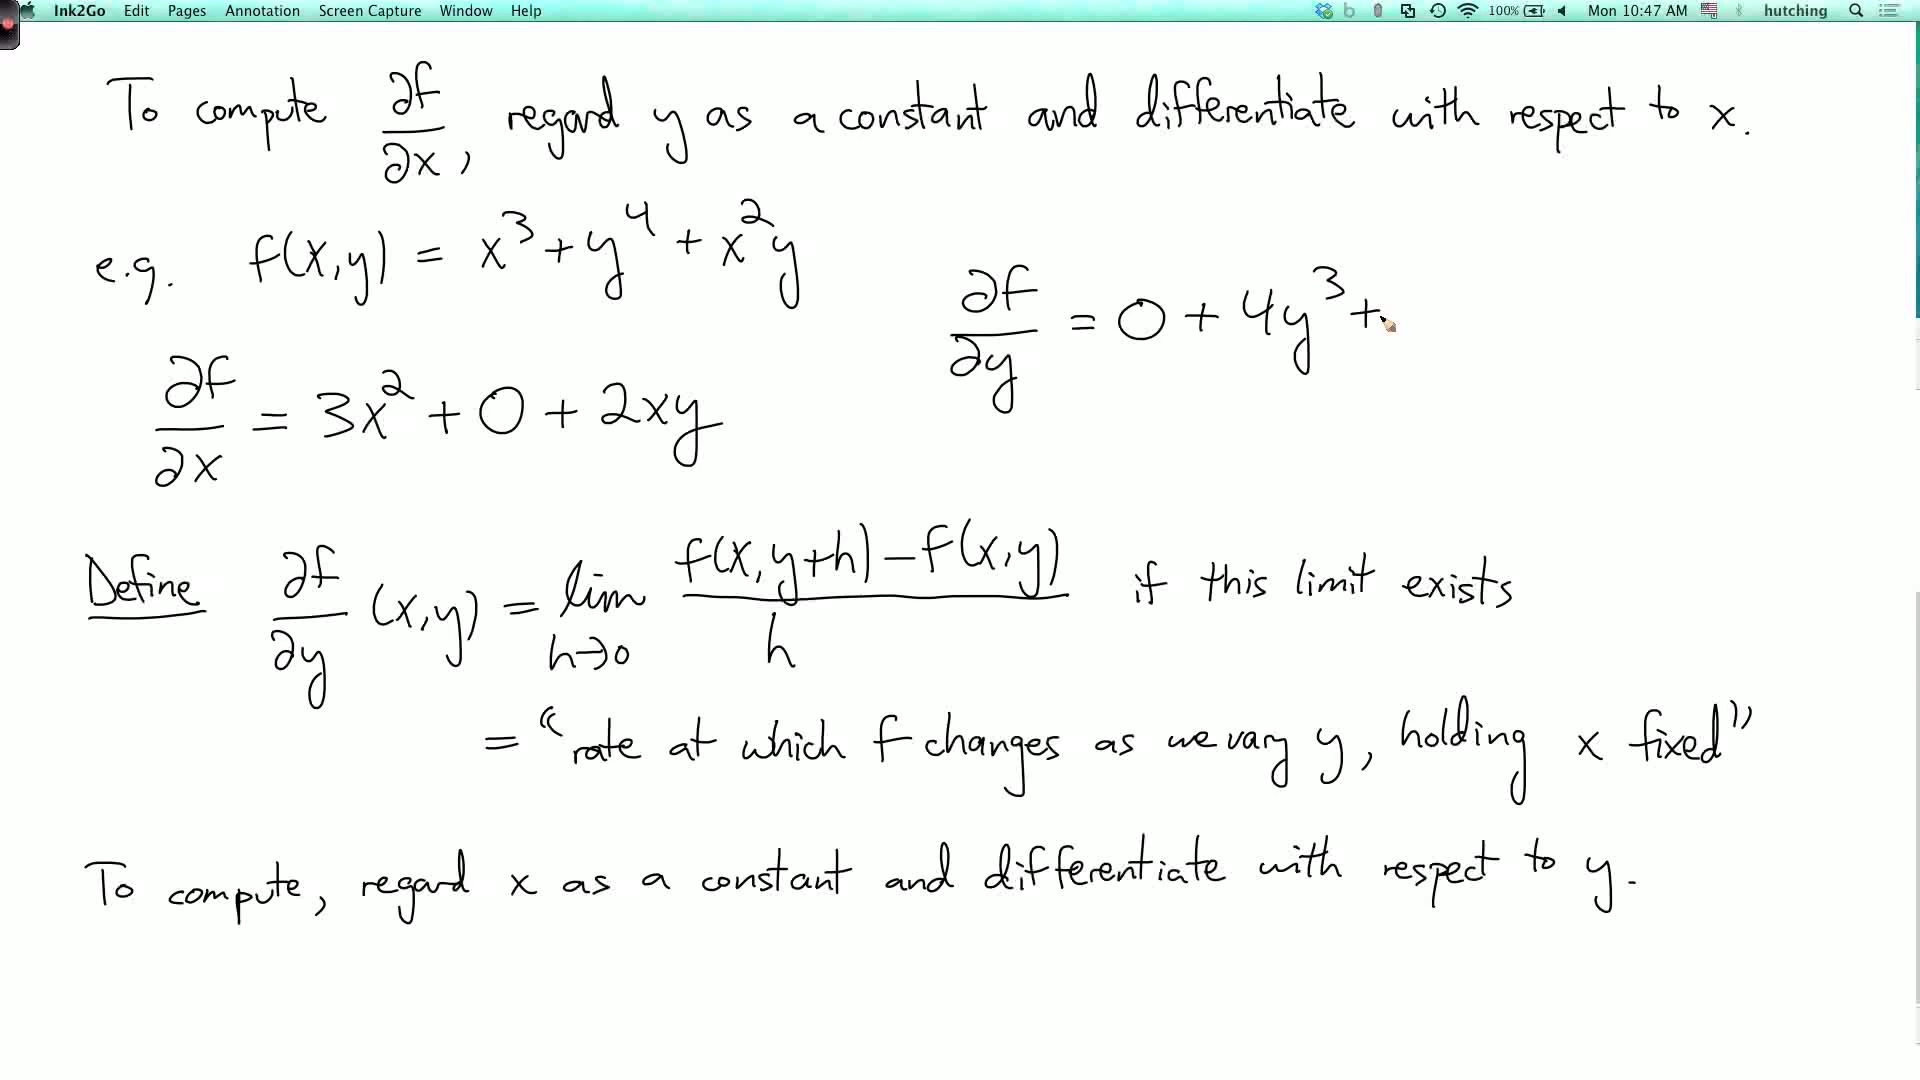 Ink2Go Edit Pages Annotation Screen Capture Window Help 100% Mon 10:47 AM hutching
To compute ∂f/∂x, regard y as a constant and differentiate with respect to x.
e.g. f(x,y) = x³ + y⁴ + x²y
∂f/∂y = 0 + 4y³ +
∂f/∂x = 3x² + 0 + 2xy
Define ∂f/∂y (x,y) = lim h→0 (f(x,y+h) − f(x,y))/h if this limit exists
= "rate at which f changes as we vary y, holding x fixed"
To compute, regard x as a constant and differentiate with respect to y.